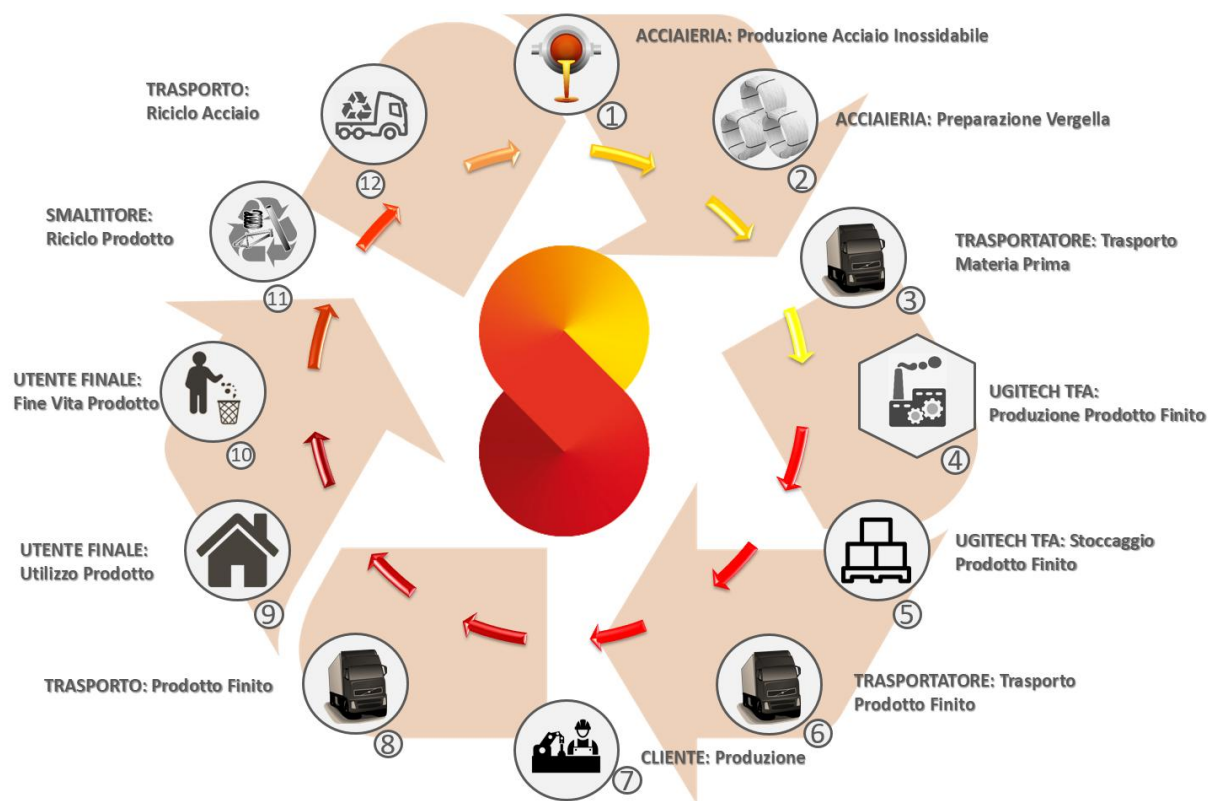 ACCIAIERIA: Produzione Acciaio Inossidabile
1
ACCIAIERIA: Preparazione Vergella
2
TRASPORTATORE: Trasporto
Materia Prima
3
UGITECH TFA:
Produzione Prodotto Finito
4
UGITECH TFA: Stoccaggio
Prodotto Finito
5
TRASPORTATORE: Trasporto
Prodotto Finito
6
CLIENTE: Produzione
7
TRASPORTO: Prodotto Finito
8
UTENTE FINALE:
Utilizzo Prodotto
9
UTENTE FINALE:
Fine Vita Prodotto
10
SMALTITORE:
Riciclo Prodotto
11
TRASPORTO:
Riciclo Acciaio
12